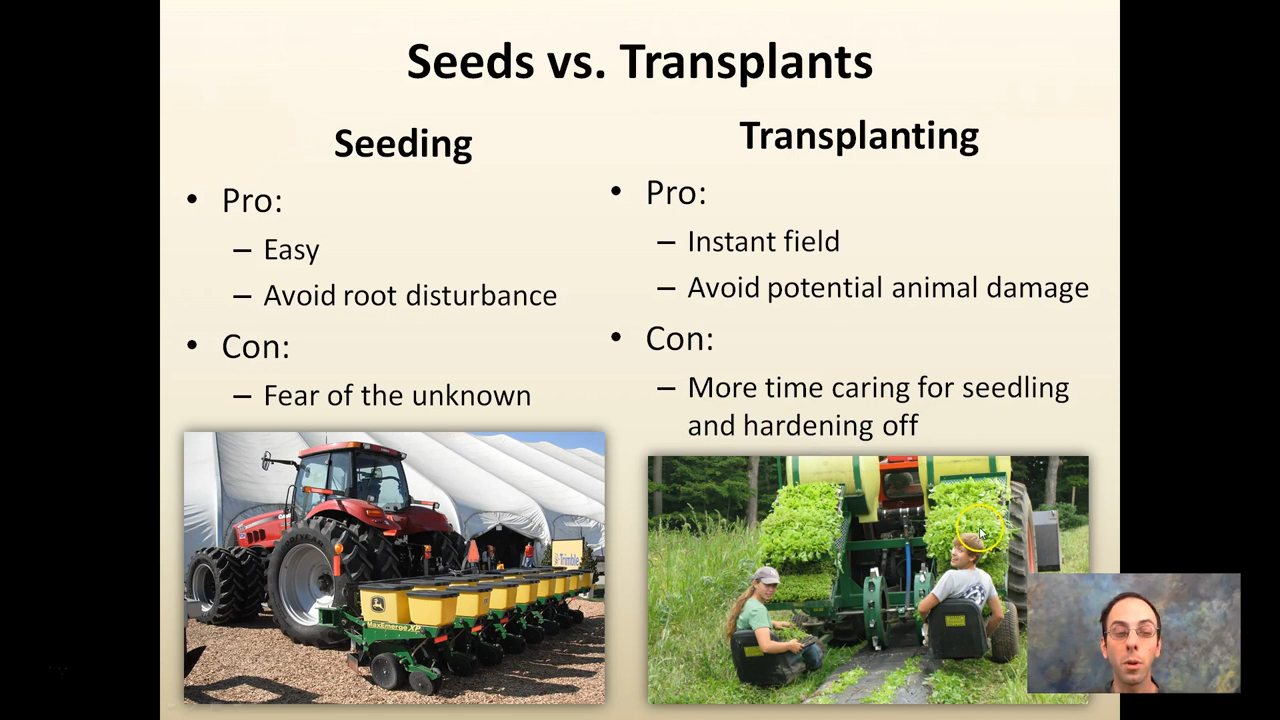 Seeds vs. Transplants
Seeding
• Pro:
– Easy
– Avoid root disturbance
• Con:
– Fear of the unknown
Transplanting
• Pro:
– Instant field
– Avoid potential animal damage
• Con:
– More time caring for seedling
and hardening off
Trimble
MaxEmerge XP